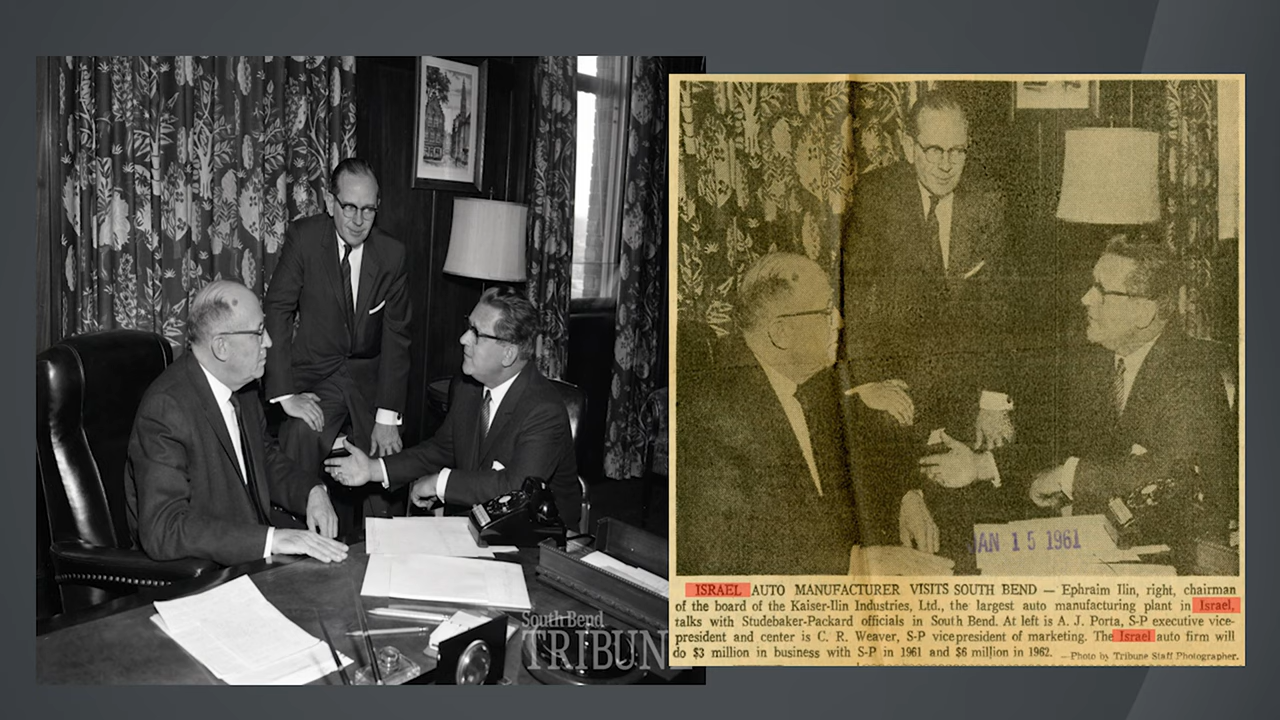 South Bend
TRIBUN
JAN 15 1961
ISRAEL AUTO MANUFACTURER VISITS SOUTH BEND — Ephraim Ilin, right, chairman
of the board of the Kaiser-Ilin Industries, Ltd., the largest auto manufacturing plant in Israel,
talks with Studebaker-Packard officials in South Bend. At left is A. J. Porta, S-P executive vice-
president and center is C. R. Weaver, S-P vice president of marketing. The Israel auto firm will
do $3 million in business with S-P in 1961 and $6 million in 1962. —Photo by Tribune Staff Photographer.